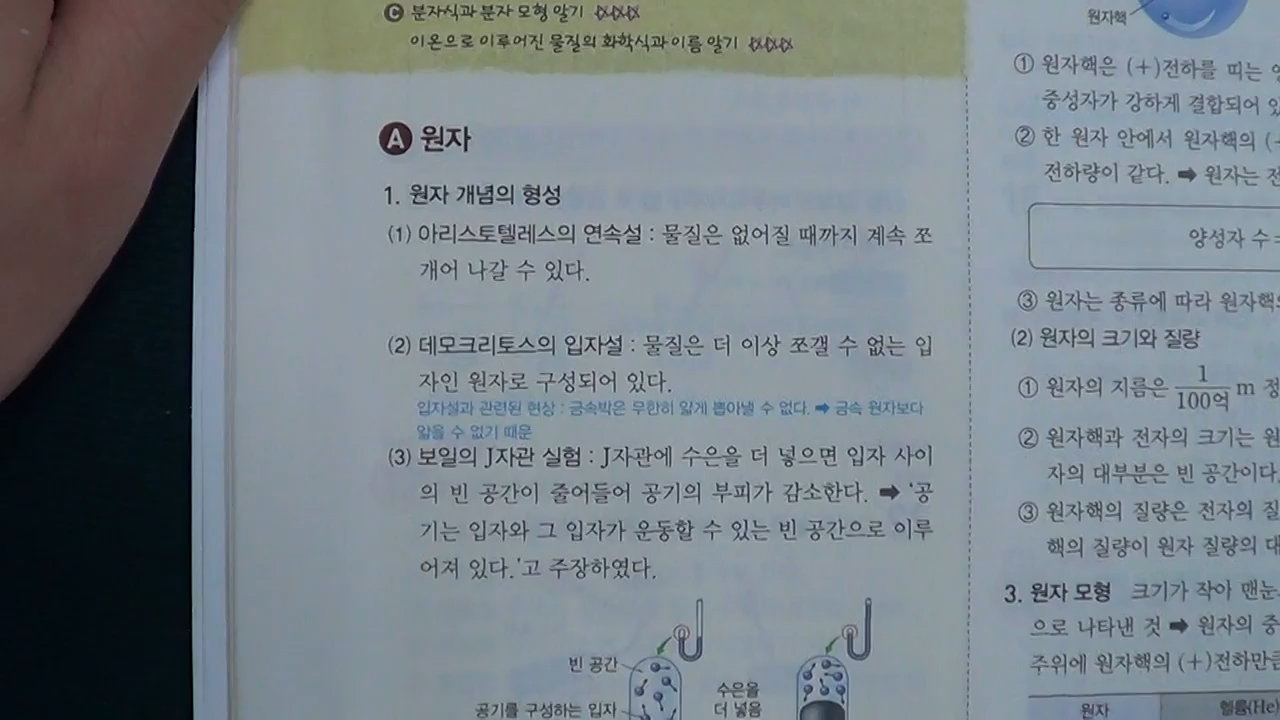 C 분자식과 분자 모형 알기
이온으로 이루어진 물질의 화학식과 이름 알기
A 원자
1. 원자 개념의 형성
(1) 아리스토텔레스의 연속설 : 물질은 없어질 때까지 계속 쪼
개어 나갈 수 있다.
(2) 데모크리토스의 입자설 : 물질은 더 이상 쪼갤 수 없는 입
자인 원자로 구성되어 있다.
입자설과 관련된 현상 : 금속박은 무한히 얇게 뽑아낼 수 없다. ➡ 금속 원자보다
얇을 수 없기 때문
(3) 보일의 J자관 실험 : J자관에 수은을 더 넣으면 입자 사이
의 빈 공간이 줄어들어 공기의 부피가 감소한다. ➡ '공
기는 입자와 그 입자가 운동할 수 있는 빈 공간으로 이루
어져 있다.'고 주장하였다.
빈 공간
공기를 구성하는 입자
수은을
더 넣음
원자핵
① 원자핵은 (+)전하를 띠는
중성자가 강하게 결합되어
② 한 원자 안에서 원자핵의
전하량이 같다. ➡ 원자는
양성자 수 =
③ 원자는 종류에 따라
(2) 원자의 크기와 질량
① 원자의 지름은 1/100억 m
② 원자핵과 전자의 크기는
자의 대부분은 빈 공간이다.
③ 원자핵의 질량은 전자의
핵의 질량이 원자 질량의
3. 원자 모형 크기가 작아
으로 나타낸 것 ➡ 원자의
주위에 원자핵의 (+)전하만큼
원자
헬륨(He)